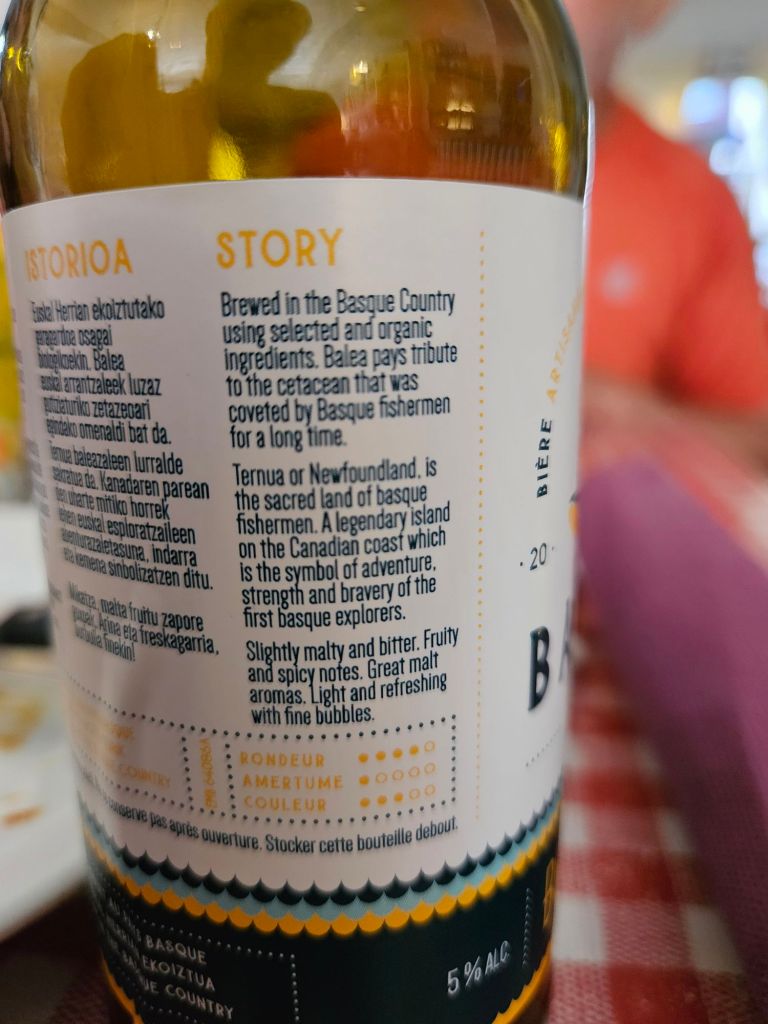 ISTORIOA
Euskal Herrian ekoiztutako
garagardoa osagai
biologikoekin. Balea
euskal arrantzaleek luzaz
gutiziaturiko zetazeoari
egindako omenaldi bat da.
Ternua baleazaleen lurralde
sakratua da. Kanadaren parean
den uharte mitiko horrek
lehen euskal esploratzaileen
abenturazaletasuna, indarra
eta kemena sinbolizatzen ditu.
malta fruitu zapore
goxoak. Arina eta freskagarria,
burbuila finekin!
STORY
Brewed in the Basque Country
using selected and organic
ingredients. Balea pays tribute
to the cetacean that was
coveted by Basque fishermen
for a long time.
Ternua or Newfoundland, is
the sacred land of basque
fishermen. A legendary island
on the Canadian coast which
is the symbol of adventure,
strength and bravery of the
first basque explorers.
Slightly malty and bitter. Fruity
and spicy notes. Great malt
aromas. Light and refreshing
with fine bubbles.
COUNTRY
RONDEUR
AMERTUME
COULEUR
conserve pas après ouverture. Stocker cette bouteille debout.
BASQUE
EKOIZTUA
COUNTRY
5 % ALC.
BIÈRE
· 20 ·